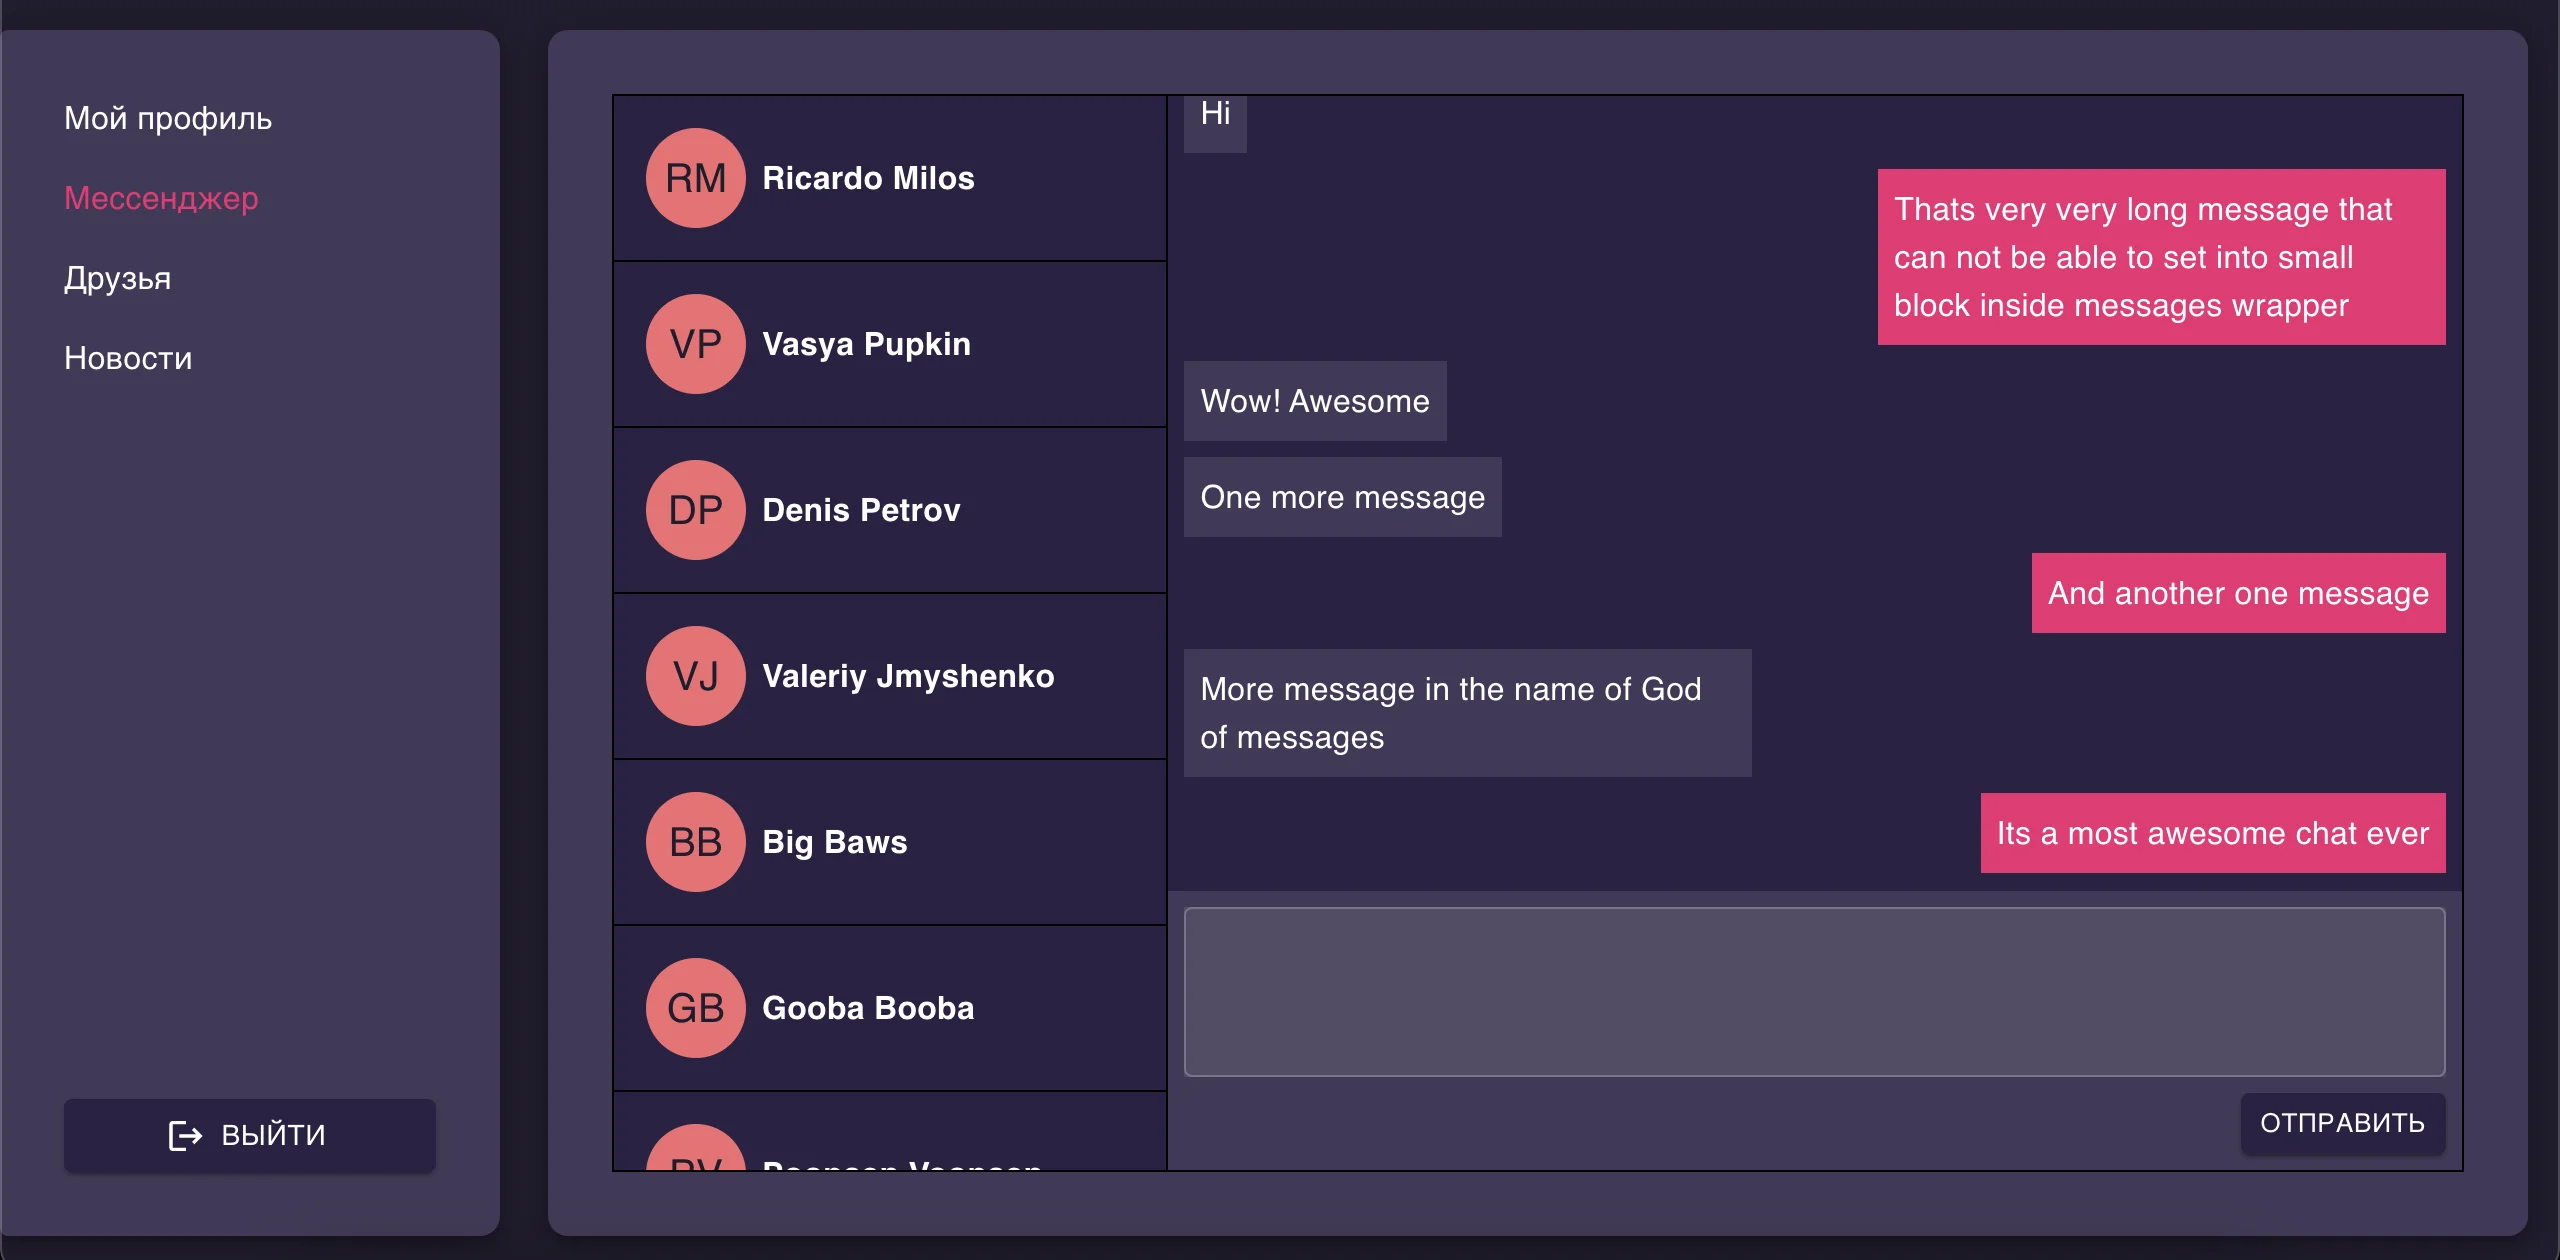 Мой профиль
Мессенджер
Друзья
Новости
ВЫЙТИ
RM Ricardo Milos
VP Vasya Pupkin
DP Denis Petrov
VJ Valeriy Jmyshenko
BB Big Baws
GB Gooba Booba
Hi
Thats very very long message that
can not be able to set into small
block inside messages wrapper
Wow! Awesome
One more message
And another one message
More message in the name of God
of messages
Its a most awesome chat ever
ОТПРАВИТЬ